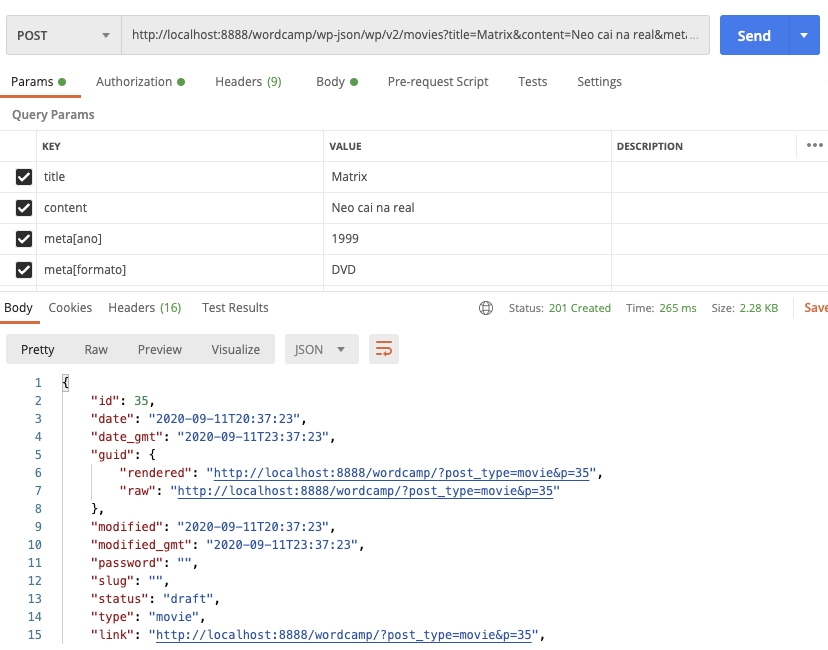 POST http://localhost:8888/wordcamp/wp-json/wp/v2/movies?title=Matrix&content=Neo cai na real&meta... Send
Params Authorization Headers (9) Body Pre-request Script Tests Settings
Query Params
KEY VALUE DESCRIPTION •••
title Matrix
content Neo cai na real
meta[ano] 1999
meta[formato] DVD
Body Cookies Headers (16) Test Results Status: 201 Created Time: 265 ms Size: 2.28 KB Save
Pretty Raw Preview Visualize JSON
1 {
2 "id": 35,
3 "date": "2020-09-11T20:37:23",
4 "date_gmt": "2020-09-11T23:37:23",
5 "guid": {
6 "rendered": "http://localhost:8888/wordcamp/?post_type=movie&p=35",
7 "raw": "http://localhost:8888/wordcamp/?post_type=movie&p=35"
8 },
9 "modified": "2020-09-11T20:37:23",
10 "modified_gmt": "2020-09-11T23:37:23",
11 "password": "",
12 "slug": "",
13 "status": "draft",
14 "type": "movie",
15 "link": "http://localhost:8888/wordcamp/?post_type=movie&p=35",